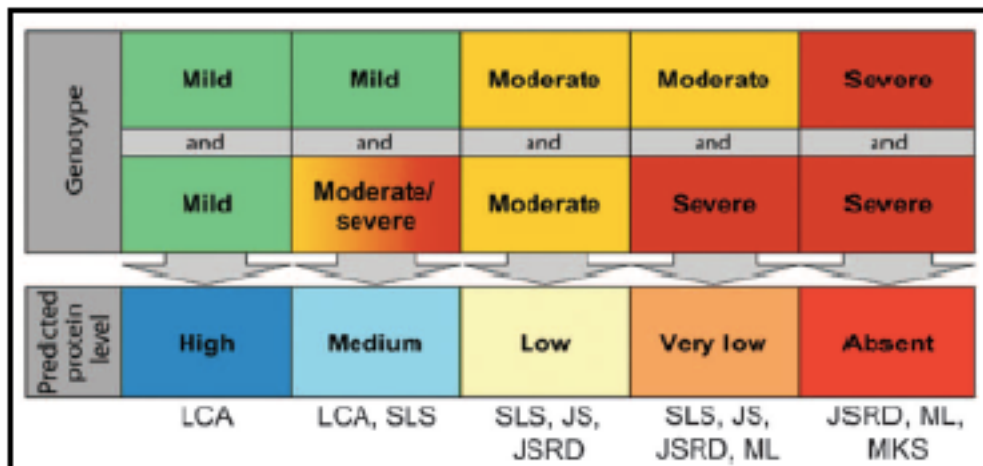 Genotype
Mild Mild Moderate Moderate Severe
and and and and and
Mild Moderate/ severe Moderate Severe Severe
Predicted protein level
High Medium Low Very low Absent
LCA LCA, SLS SLS, JS, JSRD SLS, JS, JSRD, ML JSRD, ML, MKS